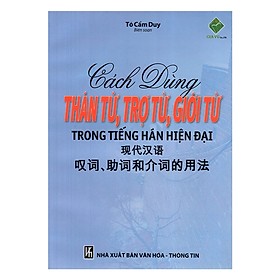 Tô Cẩm Duy
Biên soạn
Cách Dùng
THÁN TỪ, TRỢ TỪ, GIỚI TỪ
TRONG TIẾNG HÁN HIỆN ĐẠI
现代汉语
叹词、助词和介词的用法
NHÀ XUẤT BẢN VĂN HÓA - THÔNG TIN